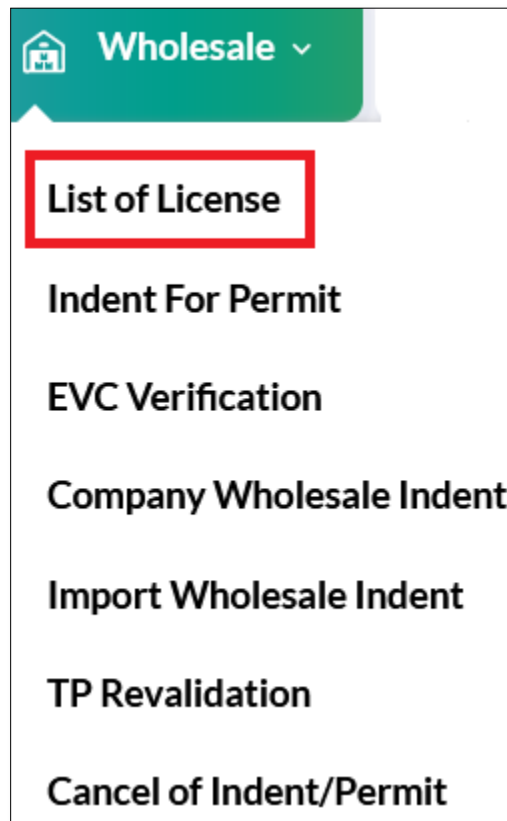 Wholesale
List of License
Indent For Permit
EVC Verification
Company Wholesale Indent
Import Wholesale Indent
TP Revalidation
Cancel of Indent/Permit